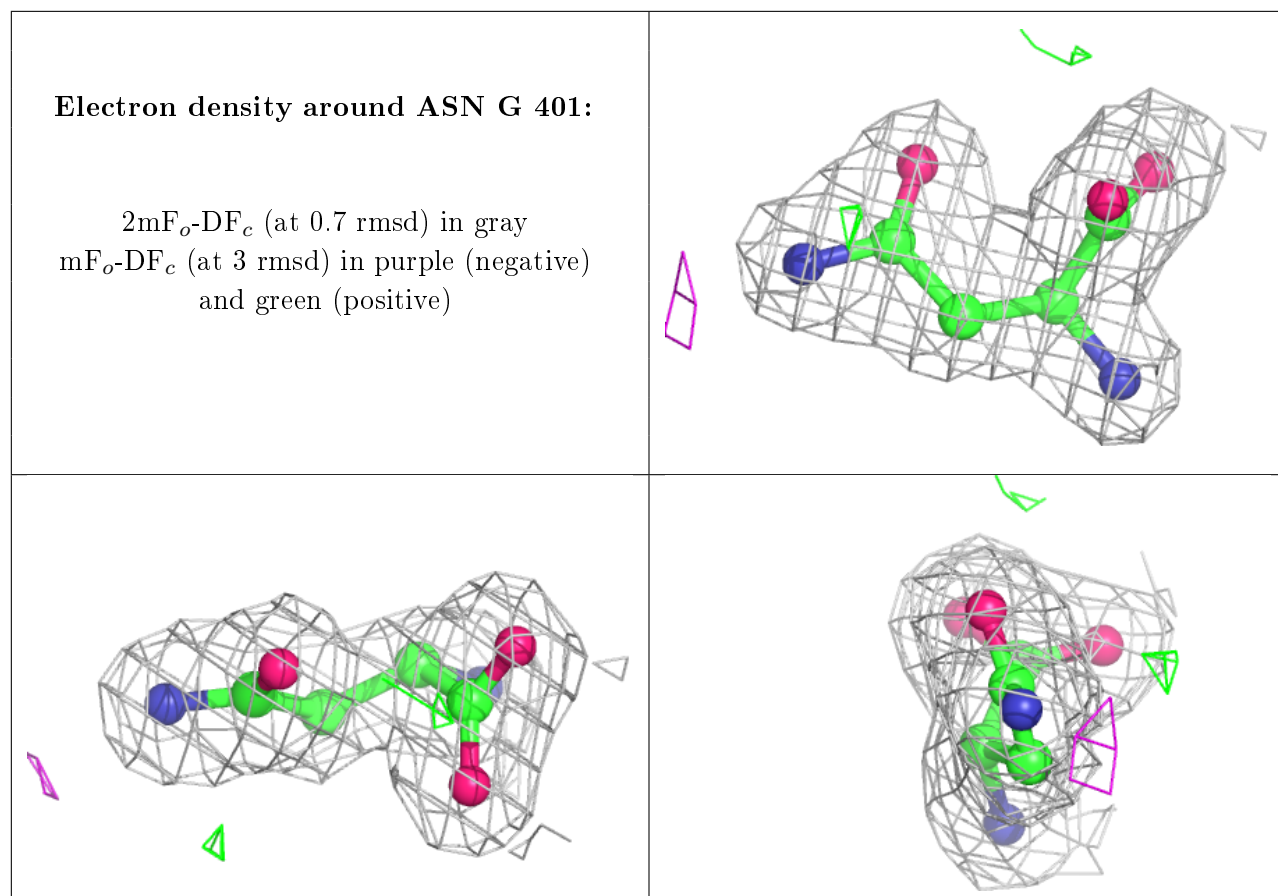 Electron density around ASN G 401:
2mFo-DFc (at 0.7 rmsd) in gray
mFo-DFc (at 3 rmsd) in purple (negative)
and green (positive)